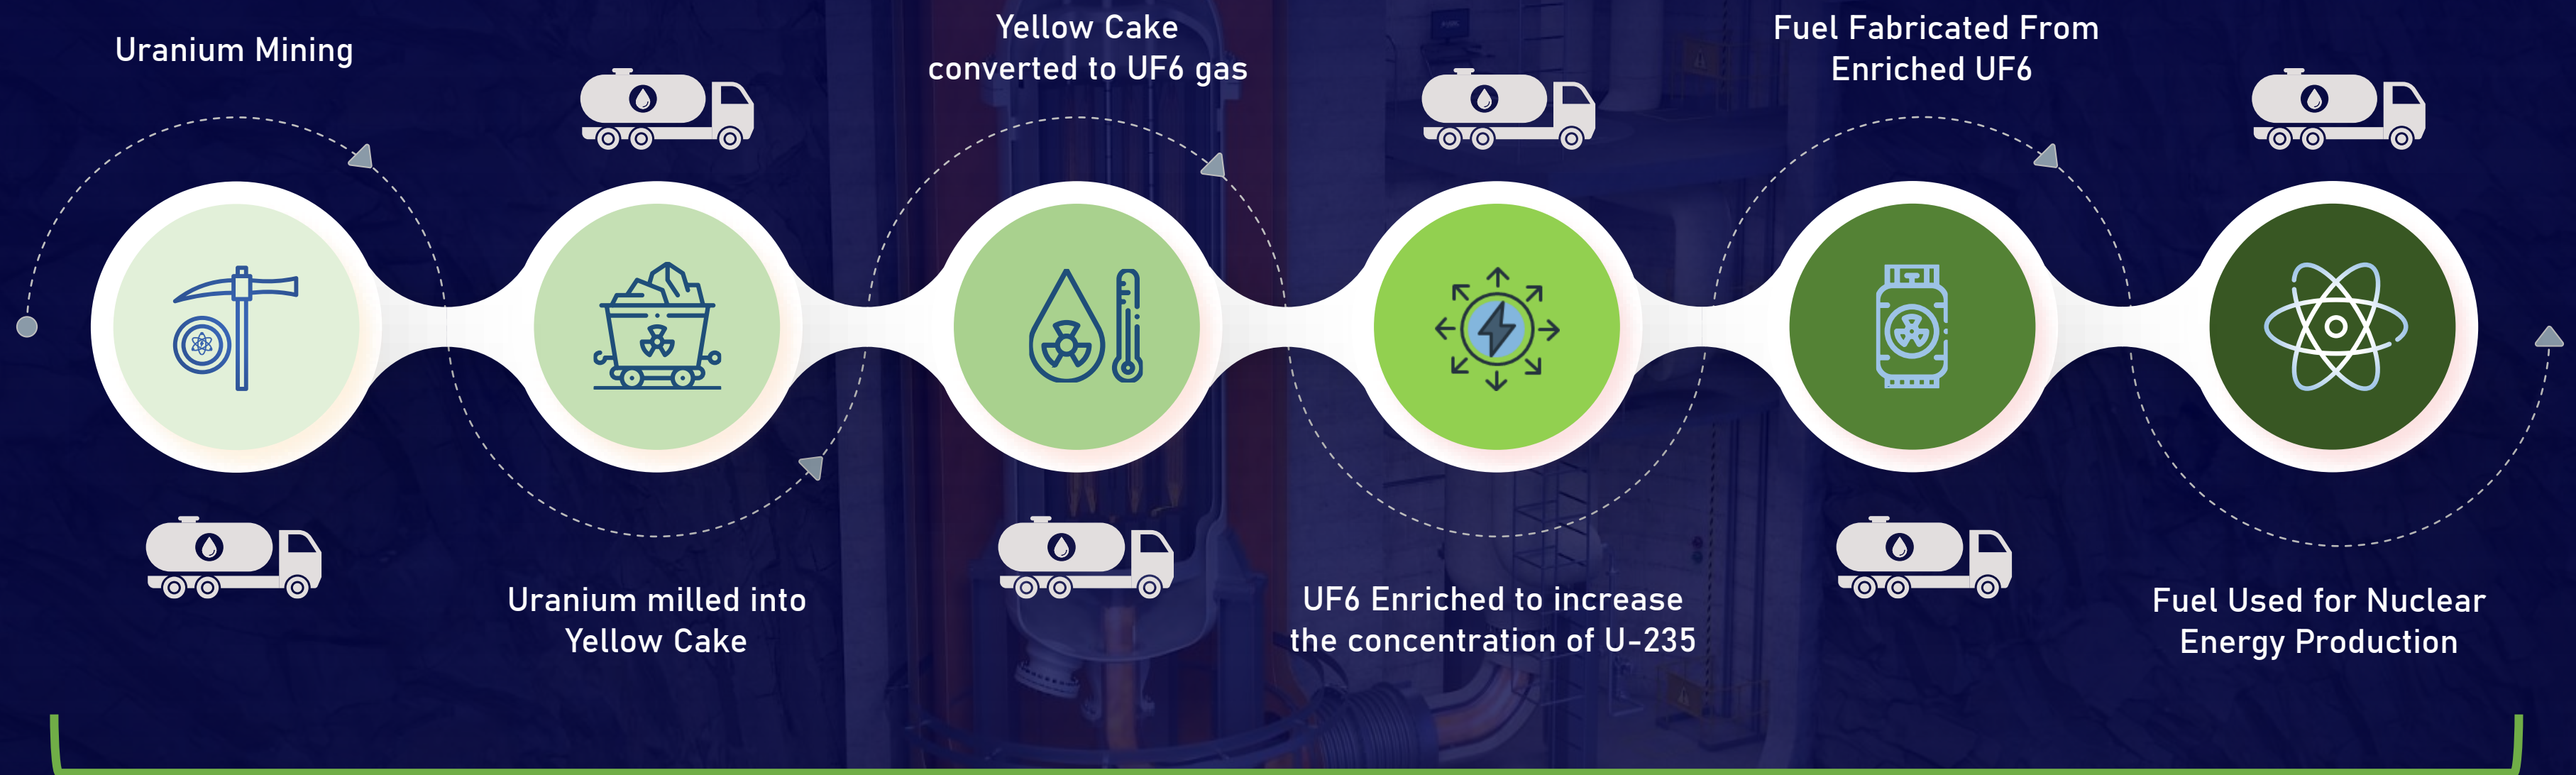 Uranium Mining
Uranium milled into
Yellow Cake
Yellow Cake
converted to UF6 gas
UF6 Enriched to increase
the concentration of U-235
Fuel Fabricated From
Enriched UF6
Fuel Used for Nuclear
Energy Production